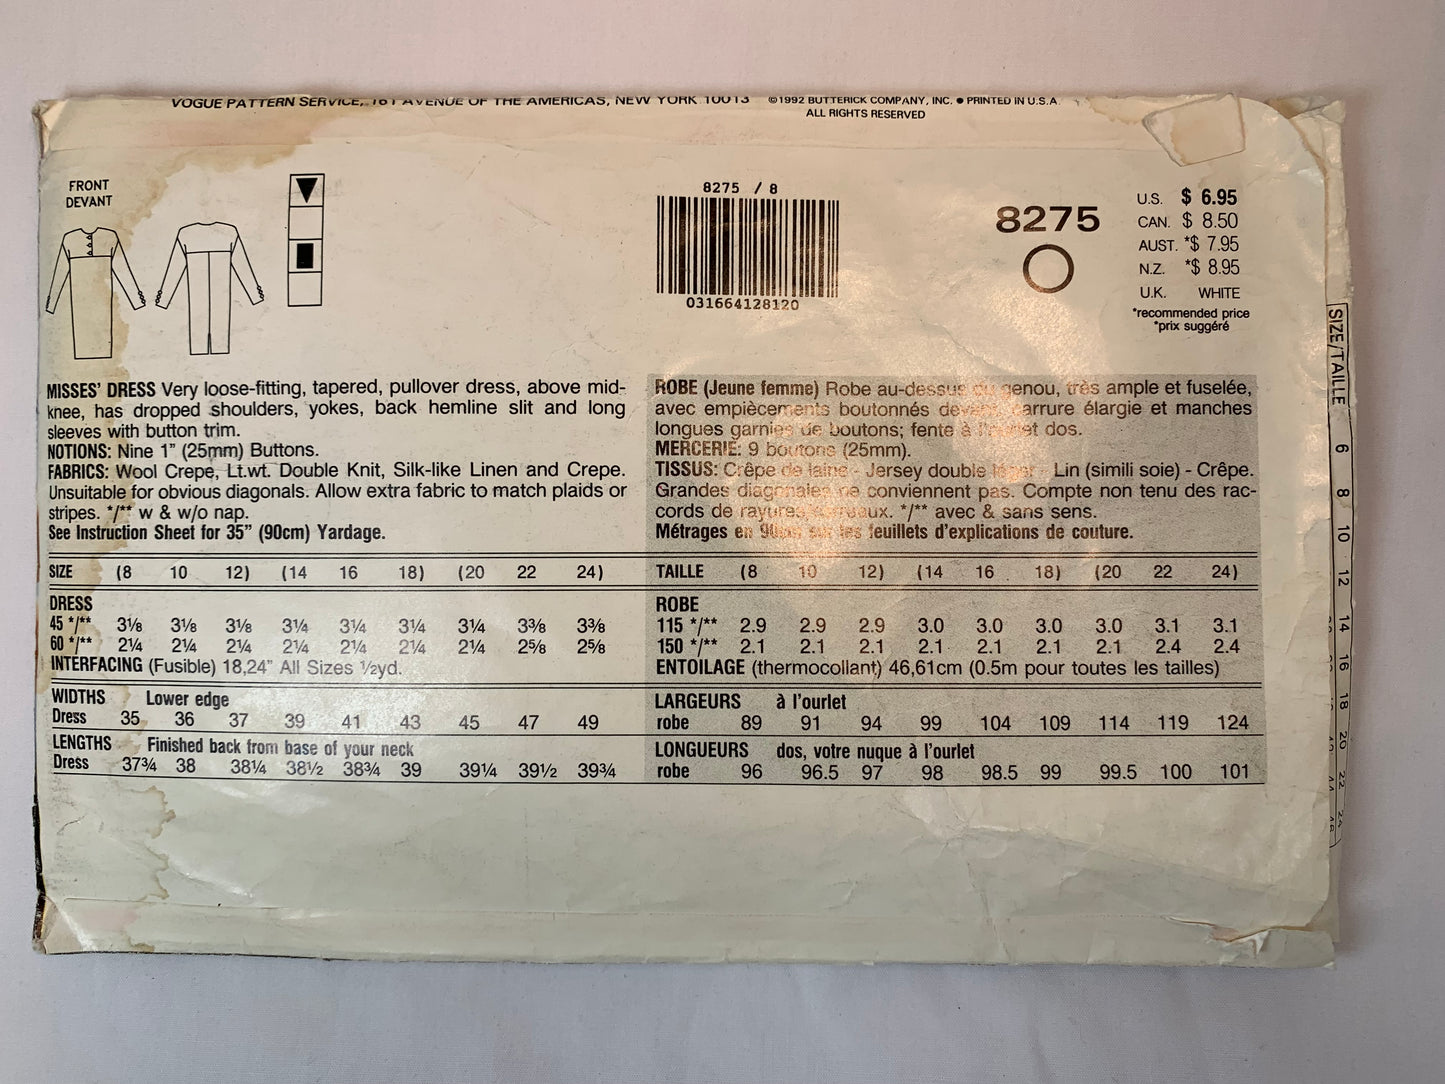 VOGUE PATTERN SERVICE, 161 AVENUE OF THE AMERICAS, NEW YORK 10013 ©1992 BUTTERICK COMPANY, INC. ● PRINTED IN U.S.A.
ALL RIGHTS RESERVED
FRONT
DEVANT
8275 / 8
031664128120
8275
U.S. $ 6.95
CAN. $ 8.50
AUST. *$ 7.95
N.Z. *$ 8.95
U.K. WHITE
*recommended price
*prix suggéré
MISSES' DRESS Very loose-fitting, tapered, pullover dress, above mid-
knee, has dropped shoulders, yokes, back hemline slit and long
sleeves with button trim.
NOTIONS: Nine 1" (25mm) Buttons.
FABRICS: Wool Crepe, Lt.wt. Double Knit, Silk-like Linen and Crepe.
Unsuitable for obvious diagonals. Allow extra fabric to match plaids or
stripes. */** w & w/o nap.
See Instruction Sheet for 35" (90cm) Yardage.
SIZE (8 10 12) (14 16 18) (20 22 24)
DRESS
45 */** 3⅛ 3⅛ 3⅛ 3¼ 3¼ 3¼ 3¼ 3⅜ 3⅜
60 */** 2¼ 2¼ 2¼ 2¼ 2¼ 2¼ 2¼ 2⅝ 2⅝
INTERFACING (Fusible) 18,24" All Sizes ½yd.
WIDTHS Lower edge
Dress 35 36 37 39 41 43 45 47 49
LENGTHS Finished back from base of your neck
Dress 37¾ 38 38¼ 38½ 38¾ 39 39¼ 39½ 39¾
ROBE (Jeune femme) Robe au-dessus du genou, très ample et fuselée,
avec empiècements boutonnés devant, carrure élargie et manches
longues garnies de boutons; fente à l'ourlet dos.
MERCERIE: 9 boutons (25mm).
TISSUS: Crêpe de laine - Jersey double léger - Lin (simili soie) - Crêpe.
Grandes diagonales ne conviennent pas. Compte non tenu des rac-
cords de rayures, carreaux. */** avec & sans sens.
Métrages en 90cm sur les feuillets d'explications de couture.
TAILLE (8 10 12) (14 16 18) (20 22 24)
ROBE
115 */** 2.9 2.9 2.9 3.0 3.0 3.0 3.0 3.1 3.1
150 */** 2.1 2.1 2.1 2.1 2.1 2.1 2.1 2.4 2.4
ENTOILAGE (thermocollant) 46,61cm (0.5m pour toutes les tailles)
LARGEURS à l'ourlet
robe 89 91 94 99 104 109 114 119 124
LONGUEURS dos, votre nuque à l'ourlet
robe 96 96.5 97 98 98.5 99 99.5 100 101
SIZE/TAILLE 6 8 10 12 14 16 18 20 22 24